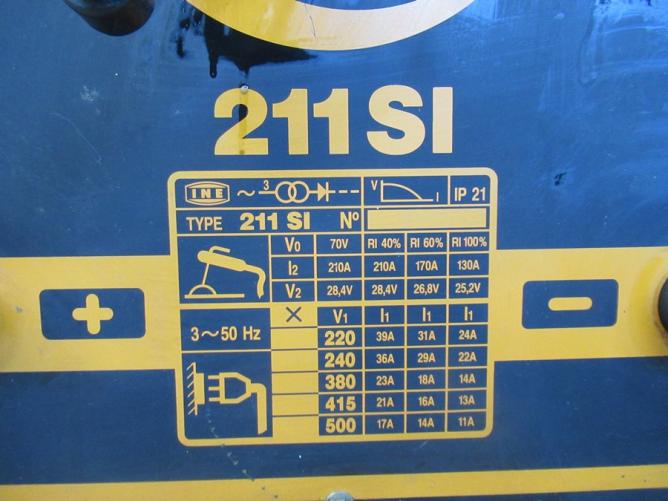 211 SI
INE ~ 3 V I IP 21
TYPE 211 SI Nº
V0 70V RI 40% RI 60% RI 100%
I2 210A 210A 170A 130A
V2 28,4V 28,4V 26,8V 25,2V
+ -
X V1 I1 I1 I1
3~50 Hz 220 39A 31A 24A
240 36A 29A 22A
380 23A 18A 14A
415 21A 16A 13A
500 17A 14A 11A